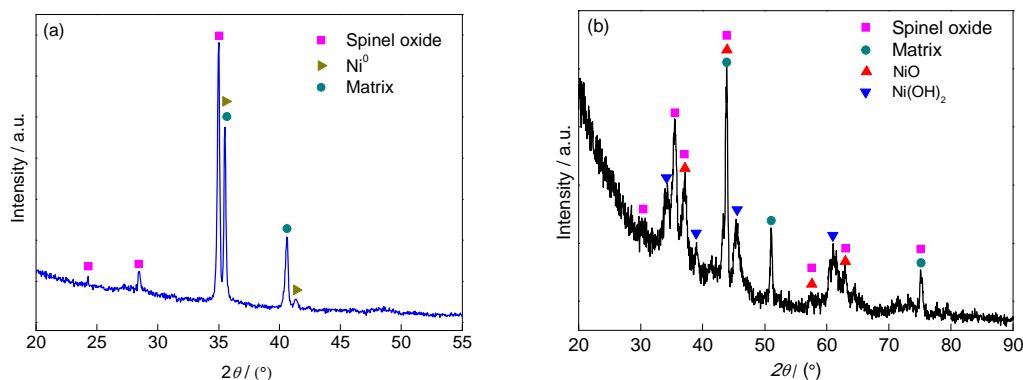 (a)
Spinel oxide
Ni⁰
Matrix
Intensity / a.u.
20 25 30 35 40 45 50 55
2θ / (°)
(b)
Spinel oxide
Matrix
NiO
Ni(OH)₂
Intensity / a.u.
20 30 40 50 60 70 80 90
2θ / (°)